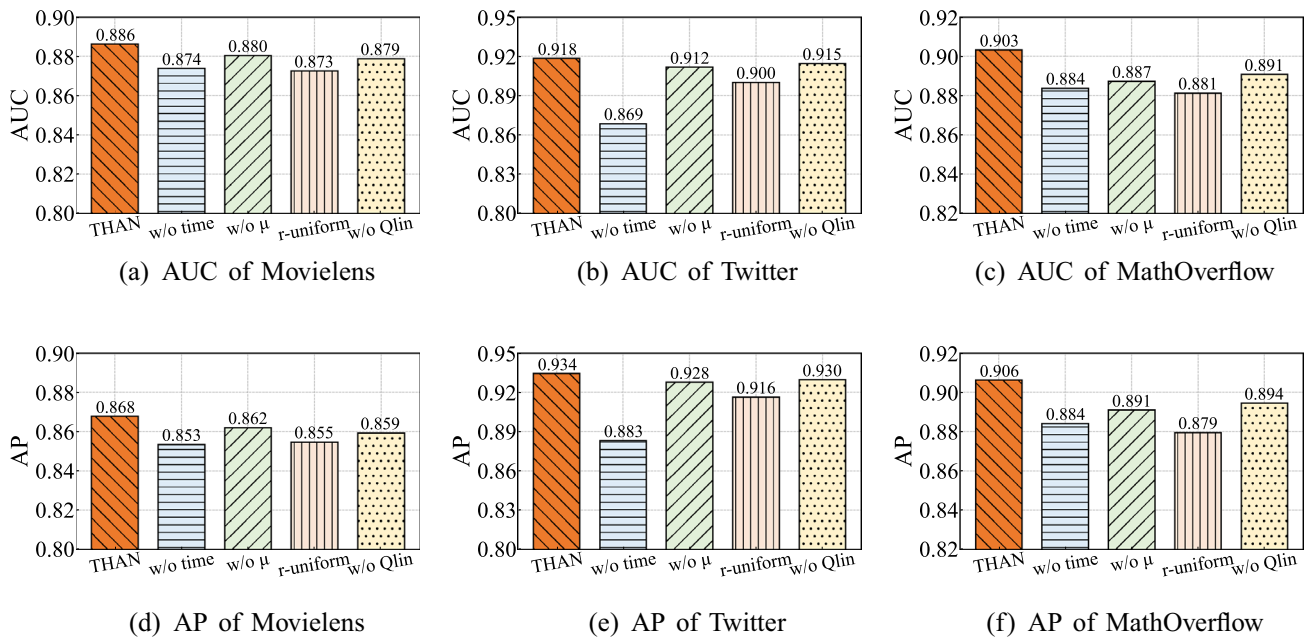 0.90
0.88
0.86
0.84
0.82
0.80
AUC
0.886
0.874
0.880
0.873
0.879
THAN
w/o time
w/o μ
r-uniform
w/o Qlin
(a) AUC of Movielens
0.95
0.92
0.89
0.86
0.83
0.80
AUC
0.918
0.869
0.912
0.900
0.915
THAN
w/o time
w/o μ
r-uniform
w/o Qlin
(b) AUC of Twitter
0.92
0.90
0.88
0.86
0.84
0.82
AUC
0.903
0.884
0.887
0.881
0.891
THAN
w/o time
w/o μ
r-uniform
w/o Qlin
(c) AUC of MathOverflow
0.90
0.88
0.86
0.84
0.82
0.80
AP
0.868
0.853
0.862
0.855
0.859
THAN
w/o time
w/o μ
r-uniform
w/o Qlin
(d) AP of Movielens
0.95
0.92
0.89
0.86
0.83
0.80
AP
0.934
0.883
0.928
0.916
0.930
THAN
w/o time
w/o μ
r-uniform
w/o Qlin
(e) AP of Twitter
0.92
0.90
0.88
0.86
0.84
0.82
AP
0.906
0.884
0.891
0.879
0.894
THAN
w/o time
w/o μ
r-uniform
w/o Qlin
(f) AP of MathOverflow